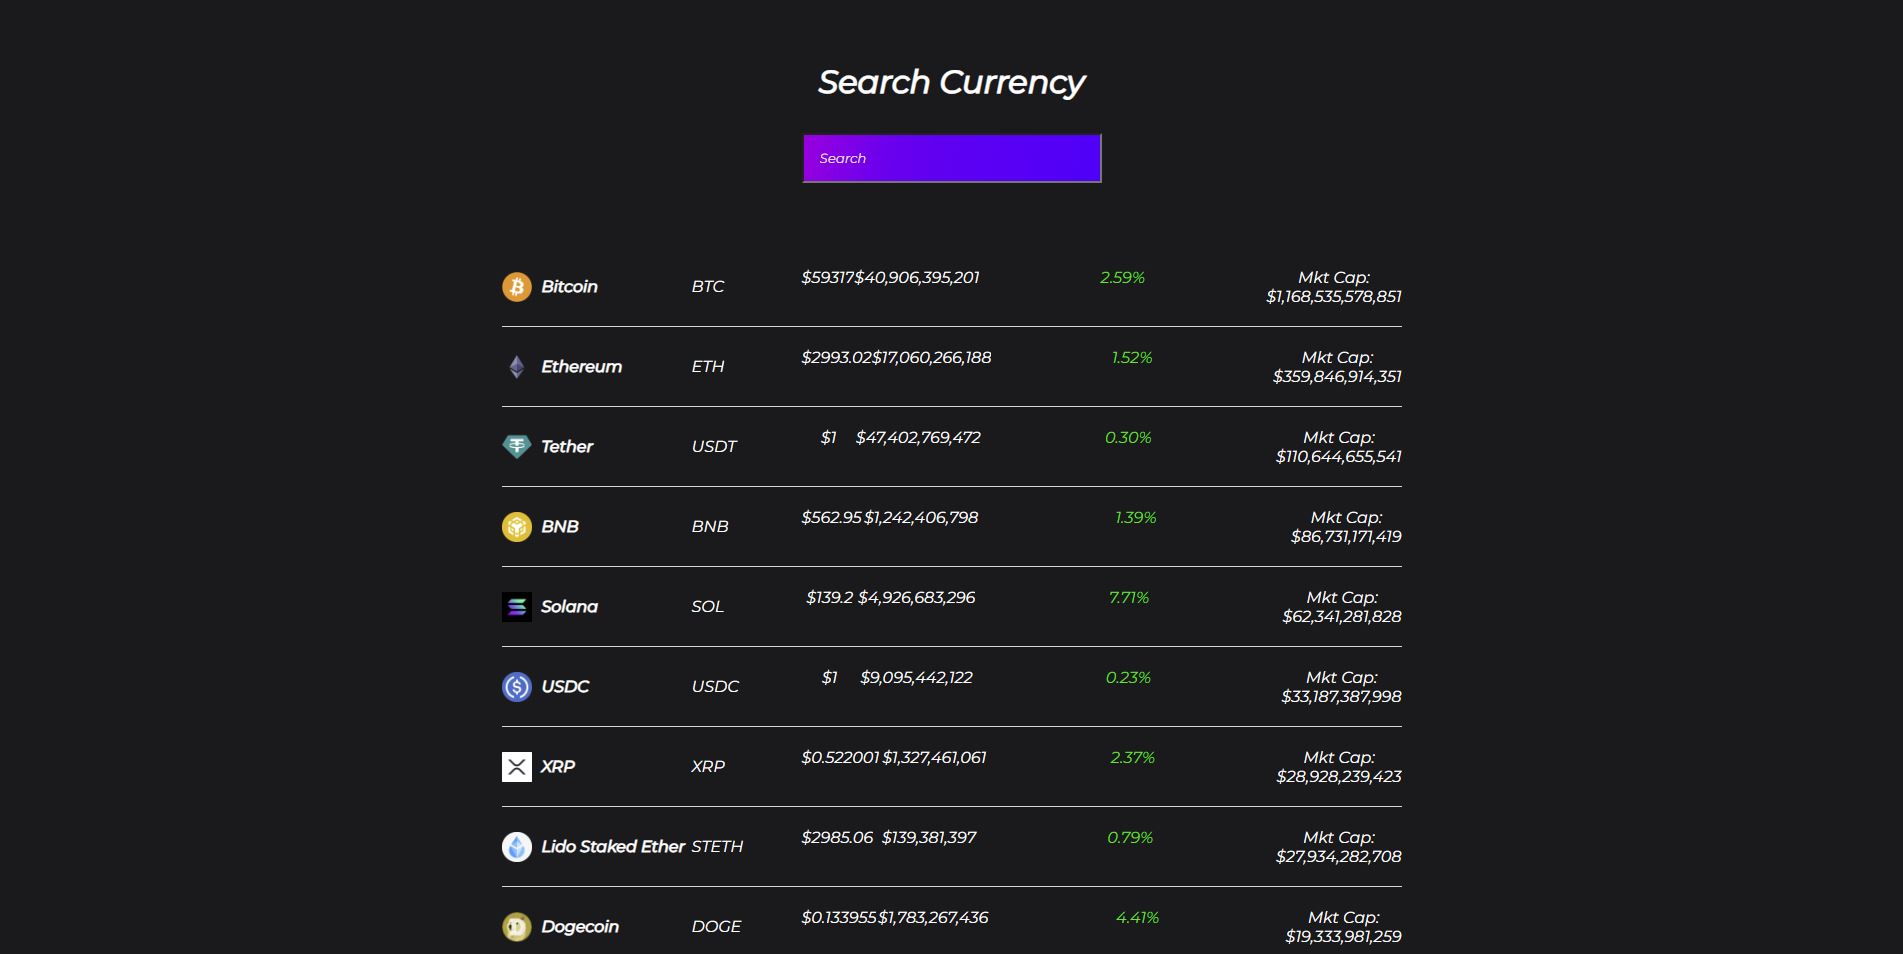 Search Currency
Search
Bitcoin BTC $59317 $40,906,395,201 2.59% Mkt Cap:
$1,168,535,578,851
Ethereum ETH $2993.02 $17,060,266,188 1.52% Mkt Cap:
$359,846,914,351
Tether USDT $1 $47,402,769,472 0.30% Mkt Cap:
$110,644,655,541
BNB BNB $562.95 $1,242,406,798 1.39% Mkt Cap:
$86,731,171,419
Solana SOL $139.2 $4,926,683,296 7.71% Mkt Cap:
$62,341,281,828
USDC USDC $1 $9,095,442,122 0.23% Mkt Cap:
$33,187,387,998
XRP XRP $0.522001 $1,327,461,061 2.37% Mkt Cap:
$28,928,239,423
Lido Staked Ether STETH $2985.06 $139,381,397 0.79% Mkt Cap:
$27,934,282,708
Dogecoin DOGE $0.133955 $1,783,267,436 4.41% Mkt Cap:
$19,333,981,259